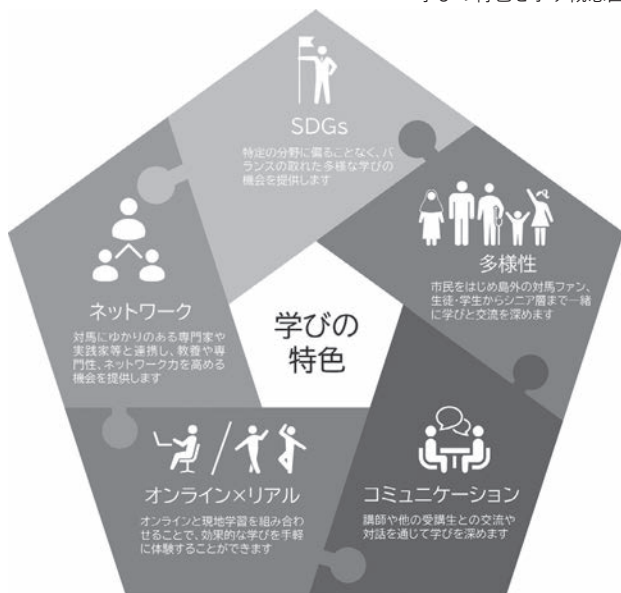 SDGs
特定の分野に偏ることなく、バ
ランスの取れた多様な学びの
機会を提供します
多様性
市民をはじめ島外の対馬ファン、
生徒・学生からシニア層まで一緒
に学びと交流を深めます
ネットワーク
対馬にゆかりのある専門家や
実践家等と連携し、教養や専
門性、ネットワーク力を高める
機会を提供します
学びの
特色
オンライン×リアル
オンラインと現地学習を組み合わ
せることで、効果的な学びを手軽
に体験することができます
コミュニケーション
講師や他の受講生との交流や
対話を通じて学びを深めます